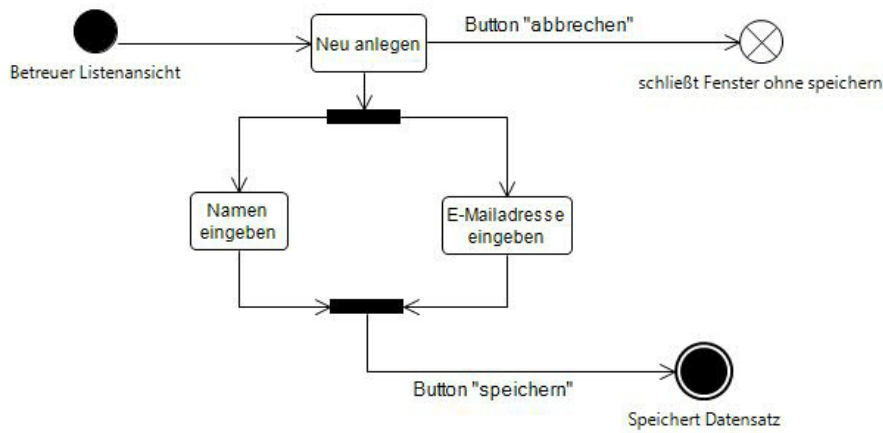 Button "abbrechen"
Neu anlegen
Betreuer Listenansicht
schließt Fenster ohne speichern
Namen
eingeben
E-Mailadresse
eingeben
Button "speichern"
Speichert Datensatz